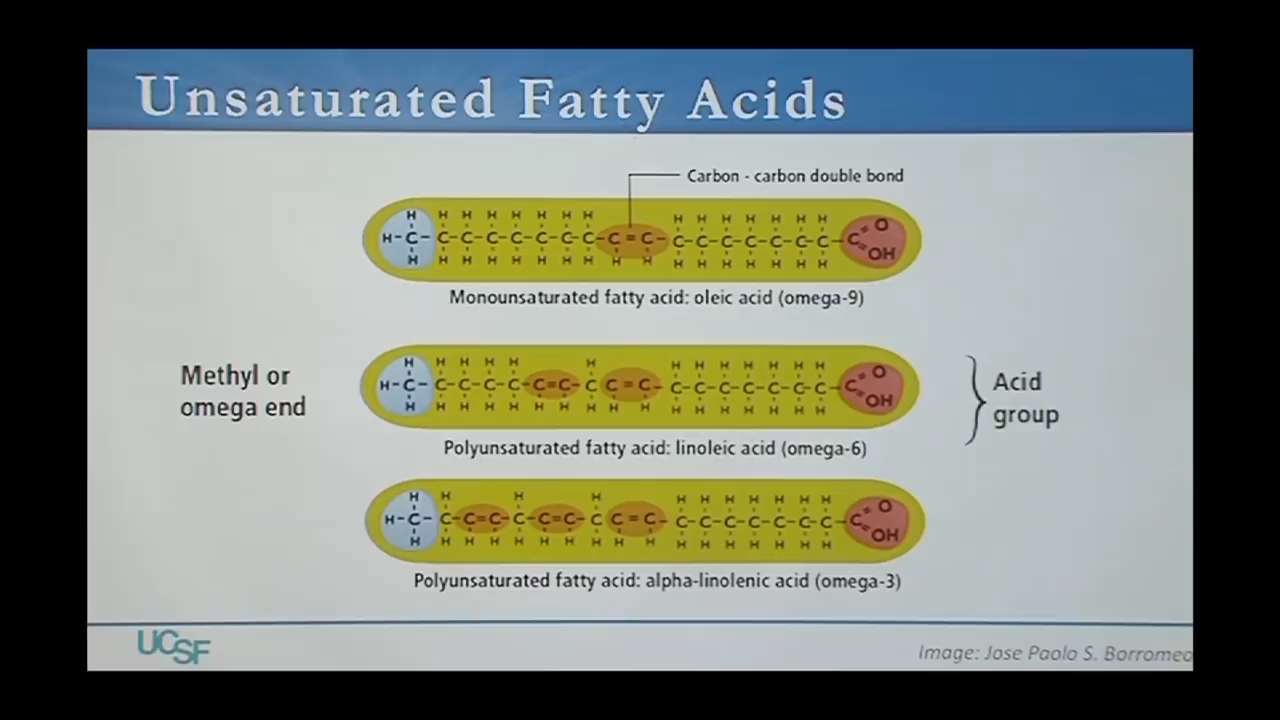 Unsaturated Fatty Acids
Carbon - carbon double bond
H H H H H H H H H H H H H H H
O
H-C-C-C-C-C-C-C-C-C=C-C-C-C-C-C-C-C-C
OH
H H H H H H H H H H H H H H H H H
Monounsaturated fatty acid: oleic acid (omega-9)
Methyl or
omega end
H H H H H H H H H H H H H
O
H-C-C-C-C-C-C=C-C C=C-C-C-C-C-C-C-C-C
OH
H H H H H H H H H H H H H H H H H
Acid
group
Polyunsaturated fatty acid: linoleic acid (omega-6)
H H H H H H H H H H H
O
H-C-C-C=C-C-C=C-C C=C-C-C-C-C-C-C-C-C
OH
H H H H H H H H H H H H H H H H H
Polyunsaturated fatty acid: alpha-linolenic acid (omega-3)
UCSF
Image: Jose Paolo S. Borromeo